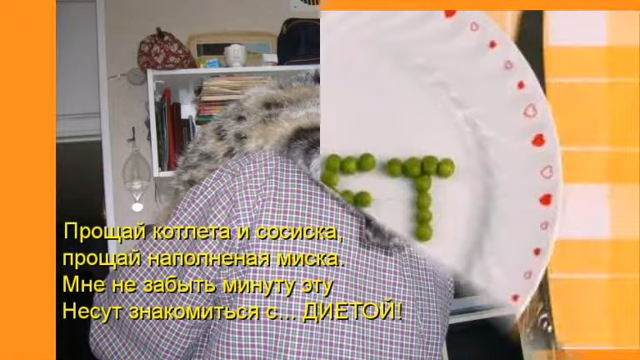 Прощай котлета и сосиска,
прощай наполненая миска.
Мне не забыть минуту эту
Несут знакомиться с... ДИЕТОЙ!